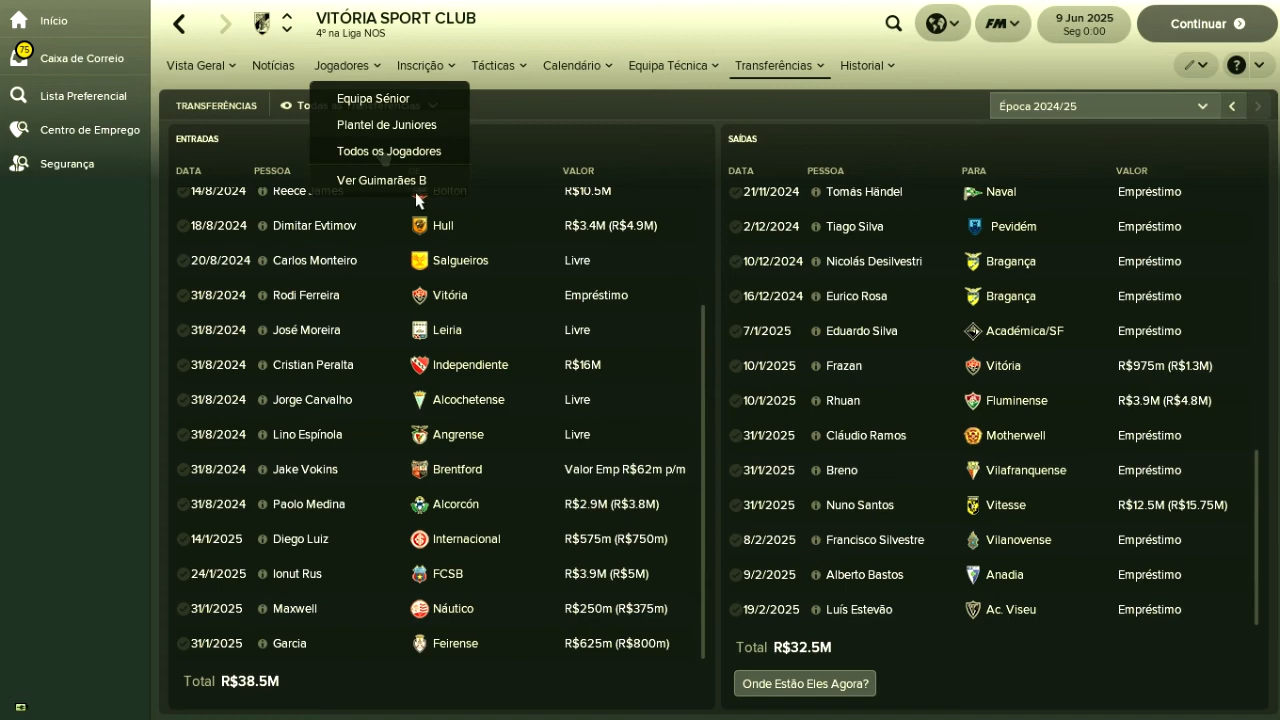 Início
75
Caixa de Correio
Lista Preferencial
Centro de Emprego
Segurança
VITÓRIA SPORT CLUB
4º na Liga NOS
FM
9 Jun 2025
Seg 0:00
Continuar
Vista Geral
Notícias
Jogadores
Inscrição
Tácticas
Calendário
Equipa Técnica
Transferências
Historial
?
Equipa Sénior
Plantel de Juniores
Todos os Jogadores
Ver Guimarães B
TRANSFERÊNCIAS
Época 2024/25
ENTRADAS
DATA PESSOA VALOR
14/8/2024 Reece James Bolton R$10.5M
18/8/2024 Dimitar Evtimov Hull R$3.4M (R$4.9M)
20/8/2024 Carlos Monteiro Salgueiros Livre
31/8/2024 Rodi Ferreira Vitória Empréstimo
31/8/2024 José Moreira Leiria Livre
31/8/2024 Cristian Peralta Independiente R$16M
31/8/2024 Jorge Carvalho Alcochetense Livre
31/8/2024 Lino Espínola Angrense Livre
31/8/2024 Jake Vokins Brentford Valor Emp R$62m p/m
31/8/2024 Paolo Medina Alcorcón R$2.9M (R$3.8M)
14/1/2025 Diego Luiz Internacional R$575m (R$750m)
24/1/2025 Ionut Rus FCSB R$3.9M (R$5M)
31/1/2025 Maxwell Náutico R$250m (R$375m)
31/1/2025 Garcia Feirense R$625m (R$800m)
Total R$38.5M
SAÍDAS
DATA PESSOA PARA VALOR
21/11/2024 Tomás Händel Naval Empréstimo
2/12/2024 Tiago Silva Pevidém Empréstimo
10/12/2024 Nicolás Desilvestri Bragança Empréstimo
16/12/2024 Eurico Rosa Bragança Empréstimo
7/1/2025 Eduardo Silva Académica/SF Empréstimo
10/1/2025 Frazan Vitória R$975m (R$1.3M)
10/1/2025 Rhuan Fluminense R$3.9M (R$4.8M)
31/1/2025 Cláudio Ramos Motherwell Empréstimo
31/1/2025 Breno Vilafranquense Empréstimo
31/1/2025 Nuno Santos Vitesse R$12.5M (R$15.75M)
8/2/2025 Francisco Silvestre Vilanovense Empréstimo
9/2/2025 Alberto Bastos Anadia Empréstimo
19/2/2025 Luís Estevão Ac. Viseu Empréstimo
Total R$32.5M
Onde Estão Eles Agora?